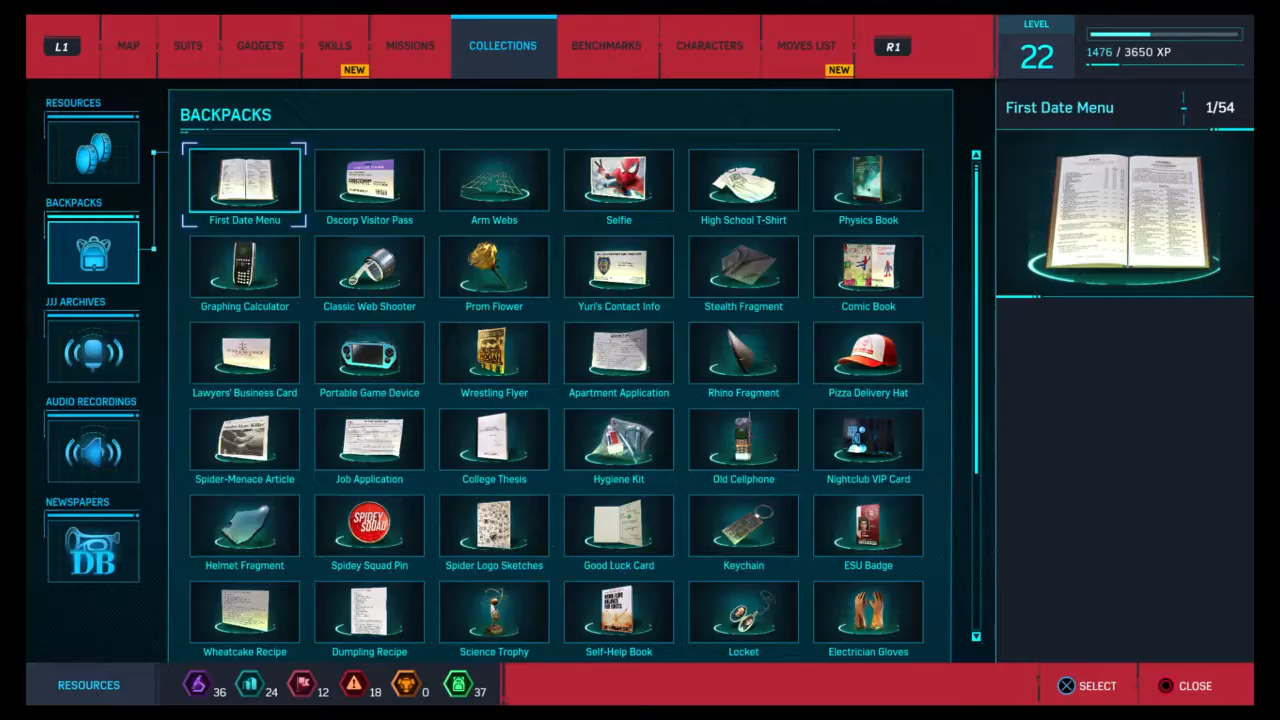 L1
MAP
SUITS
GADGETS
SKILLS
NEW
MISSIONS
COLLECTIONS
BENCHMARKS
CHARACTERS
MOVES LIST
NEW
R1
LEVEL
22
1476 / 3650 XP
RESOURCES
BACKPACKS
JJJ ARCHIVES
AUDIO RECORDINGS
NEWSPAPERS
DB
BACKPACKS
First Date Menu
Oscorp Visitor Pass
Arm Webs
Selfie
High School T-Shirt
Physics Book
Graphing Calculator
Classic Web Shooter
Prom Flower
Yuri's Contact Info
Stealth Fragment
Comic Book
Lawyers' Business Card
Portable Game Device
Wrestling Flyer
Apartment Application
Rhino Fragment
Pizza Delivery Hat
Spider-Menace Article
Job Application
College Thesis
Hygiene Kit
Old Cellphone
Nightclub VIP Card
SPIDEY
SQUAD
Helmet Fragment
Spidey Squad Pin
Spider Logo Sketches
Good Luck Card
Keychain
ESU Badge
Wheatcake Recipe
Dumpling Recipe
Science Trophy
Self-Help Book
Locket
Electrician Gloves
First Date Menu
1/54
RESOURCES
36
24
12
18
0
37
SELECT
CLOSE